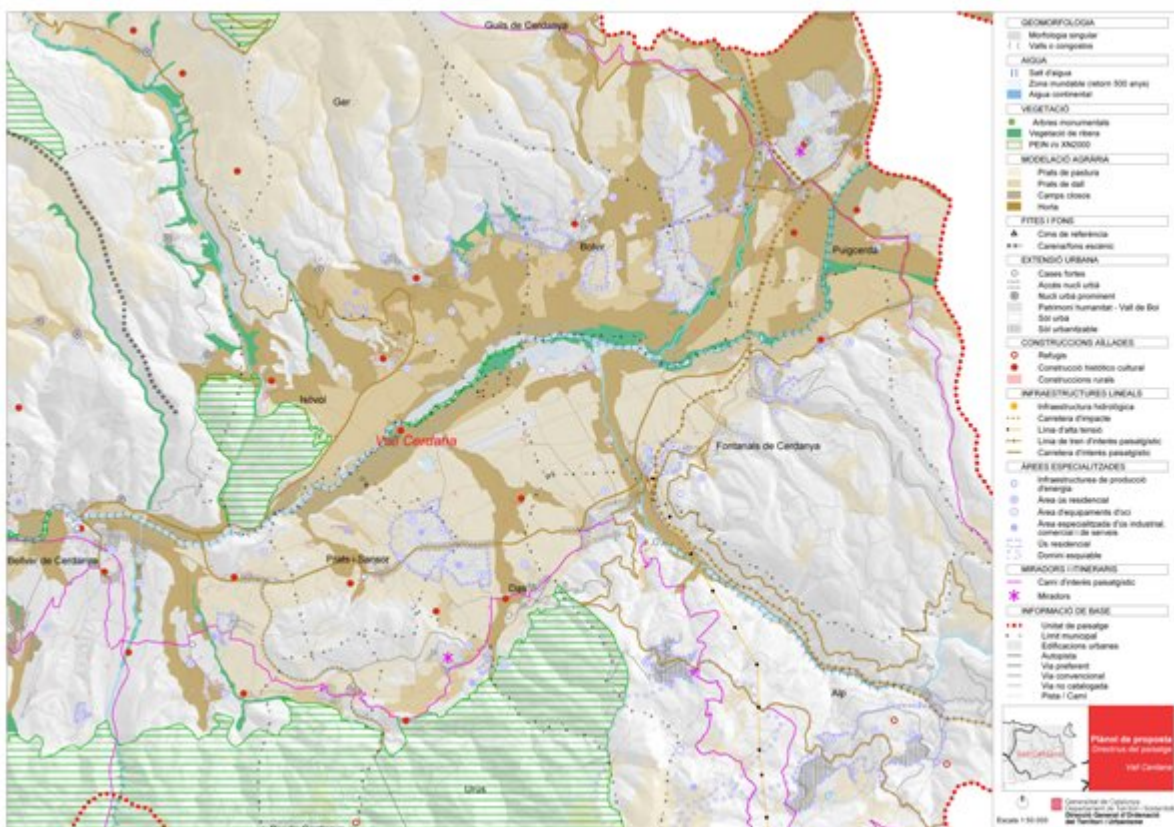 Guils de Cerdanya
Ger
Bolvir
Puigcerdà
Isòvol
Vall Cerdana
Fontanals de Cerdanya
Bellver de Cerdanya
Prats i Sansor
Das
Alp
Urús
GEOMORFOLOGIA
Morfologia singular
Valls o congostos
AIGUA
Salt d'aigua
Zona inundable (retorn 500 anys)
Aigua continental
VEGETACIÓ
Arbres monumentals
Vegetació de ribera
PEIN i/o XN2000
MODELACIÓ AGRÀRIA
Prats de pastura
Prats de dall
Camps closos
Horta
FITES I FONS
Cims de referència
Carena/fons escènic
EXTENSIÓ URBANA
Cases fortes
Accés nucli urbà
Nucli urbà prominent
Patrimoni humanitat - Vall de Boí
Sòl urbà
Sòl urbanitzable
CONSTRUCCIONS AÏLLADES
Refugis
Construcció històrico cultural
Construccions rurals
INFRAESTRUCTURES LINEALS
Infraestructura hidrològica
Carretera d'impacte
Línia d'alta tensió
Línia de tren d'interès paisatgístic
Carretera d'interès paisatgístic
ÀREES ESPECIALITZADES
Infraestructures de producció
d'energia
Àrea ús residencial
Àrea d'equipaments d'oci
Àrea especialitzada d'ús industrial,
comercial i de serveis
Ús residencial
Domini esquiable
MIRADORS I ITINERARIS
Camí d'interès paisatgístic
Miradors
INFORMACIÓ DE BASE
Unitat de paisatge
Límit municipal
Edificacions urbanes
Autopista
Via preferent
Via convencional
Via no catalogada
Pista / Camí
Plànol de proposta
Directrius del paisatge
Vall Cerdana
Escala 1:50 000
Generalitat de Catalunya
Departament de Territori i Sostenibilitat
Direcció General d'Ordenació
del Territori i Urbanisme